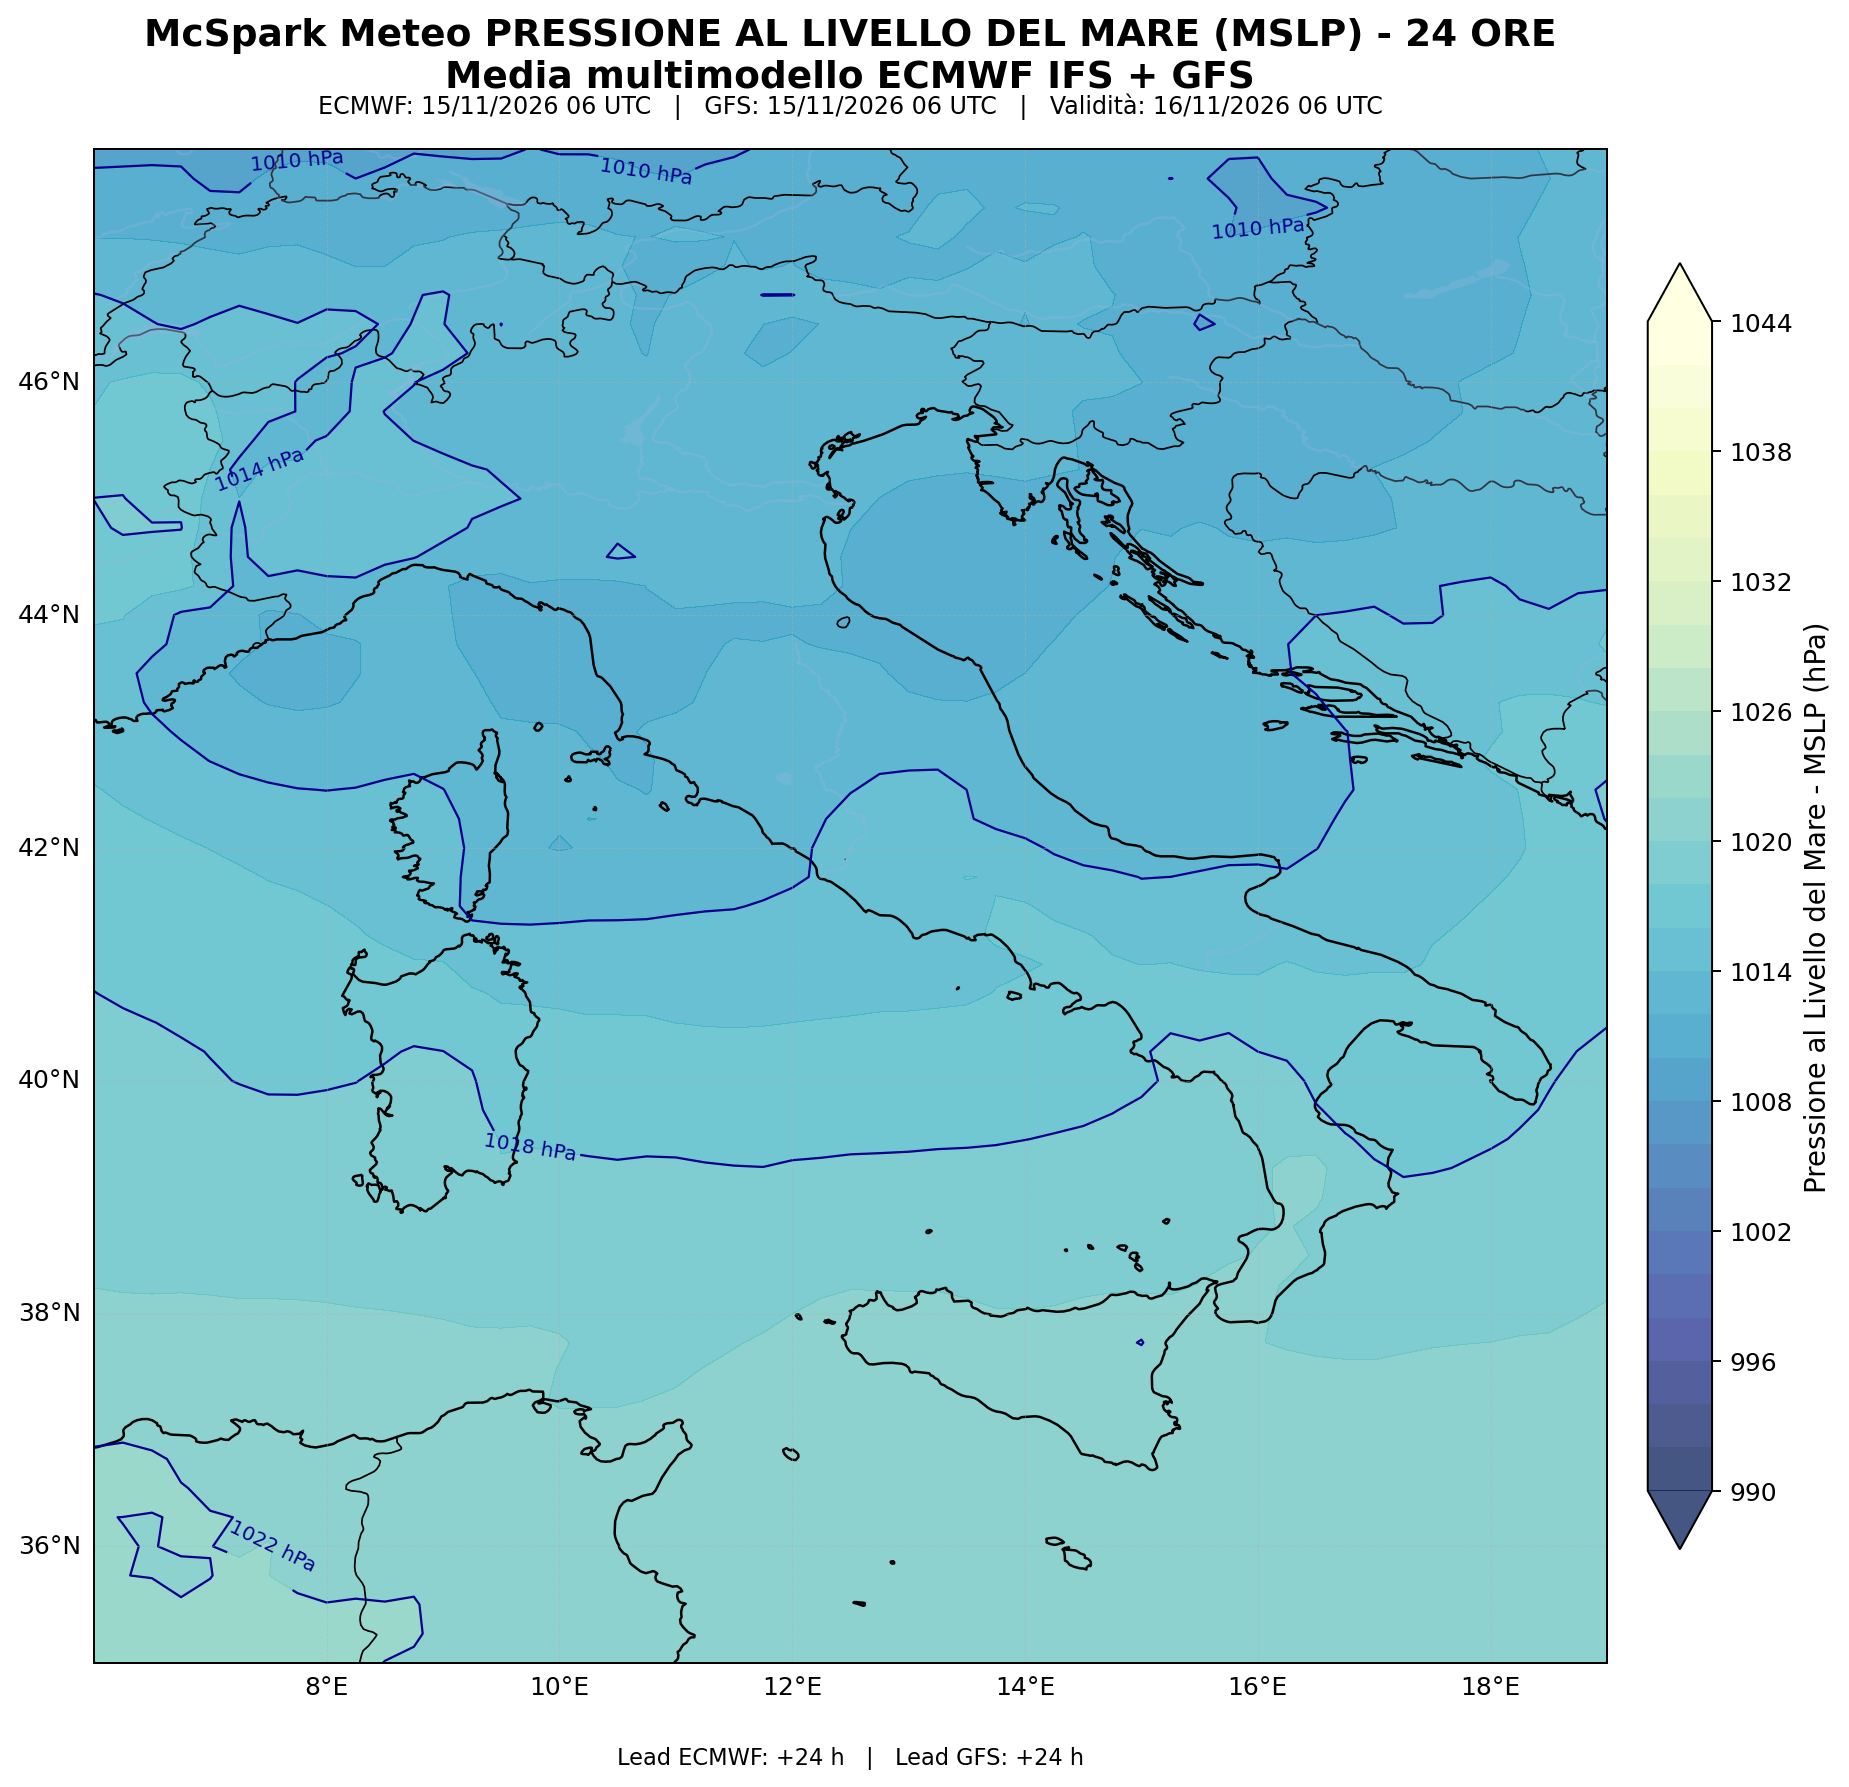 McSpark Meteo PRESSIONE AL LIVELLO DEL MARE (MSLP) - 24 ORE
Media multimodello ECMWF IFS + GFS
ECMWF: 15/11/2026 06 UTC | GFS: 15/11/2026 06 UTC | Validità: 16/11/2026 06 UTC
1010 hPa
1010 hPa
1010 hPa
1014 hPa
1018 hPa
1022 hPa
46°N
44°N
42°N
40°N
38°N
36°N
8°E
10°E
12°E
14°E
16°E
18°E
1044
1038
1032
1026
1020
1014
1008
1002
996
990
Pressione al Livello del Mare - MSLP (hPa)
Lead ECMWF: +24 h | Lead GFS: +24 h